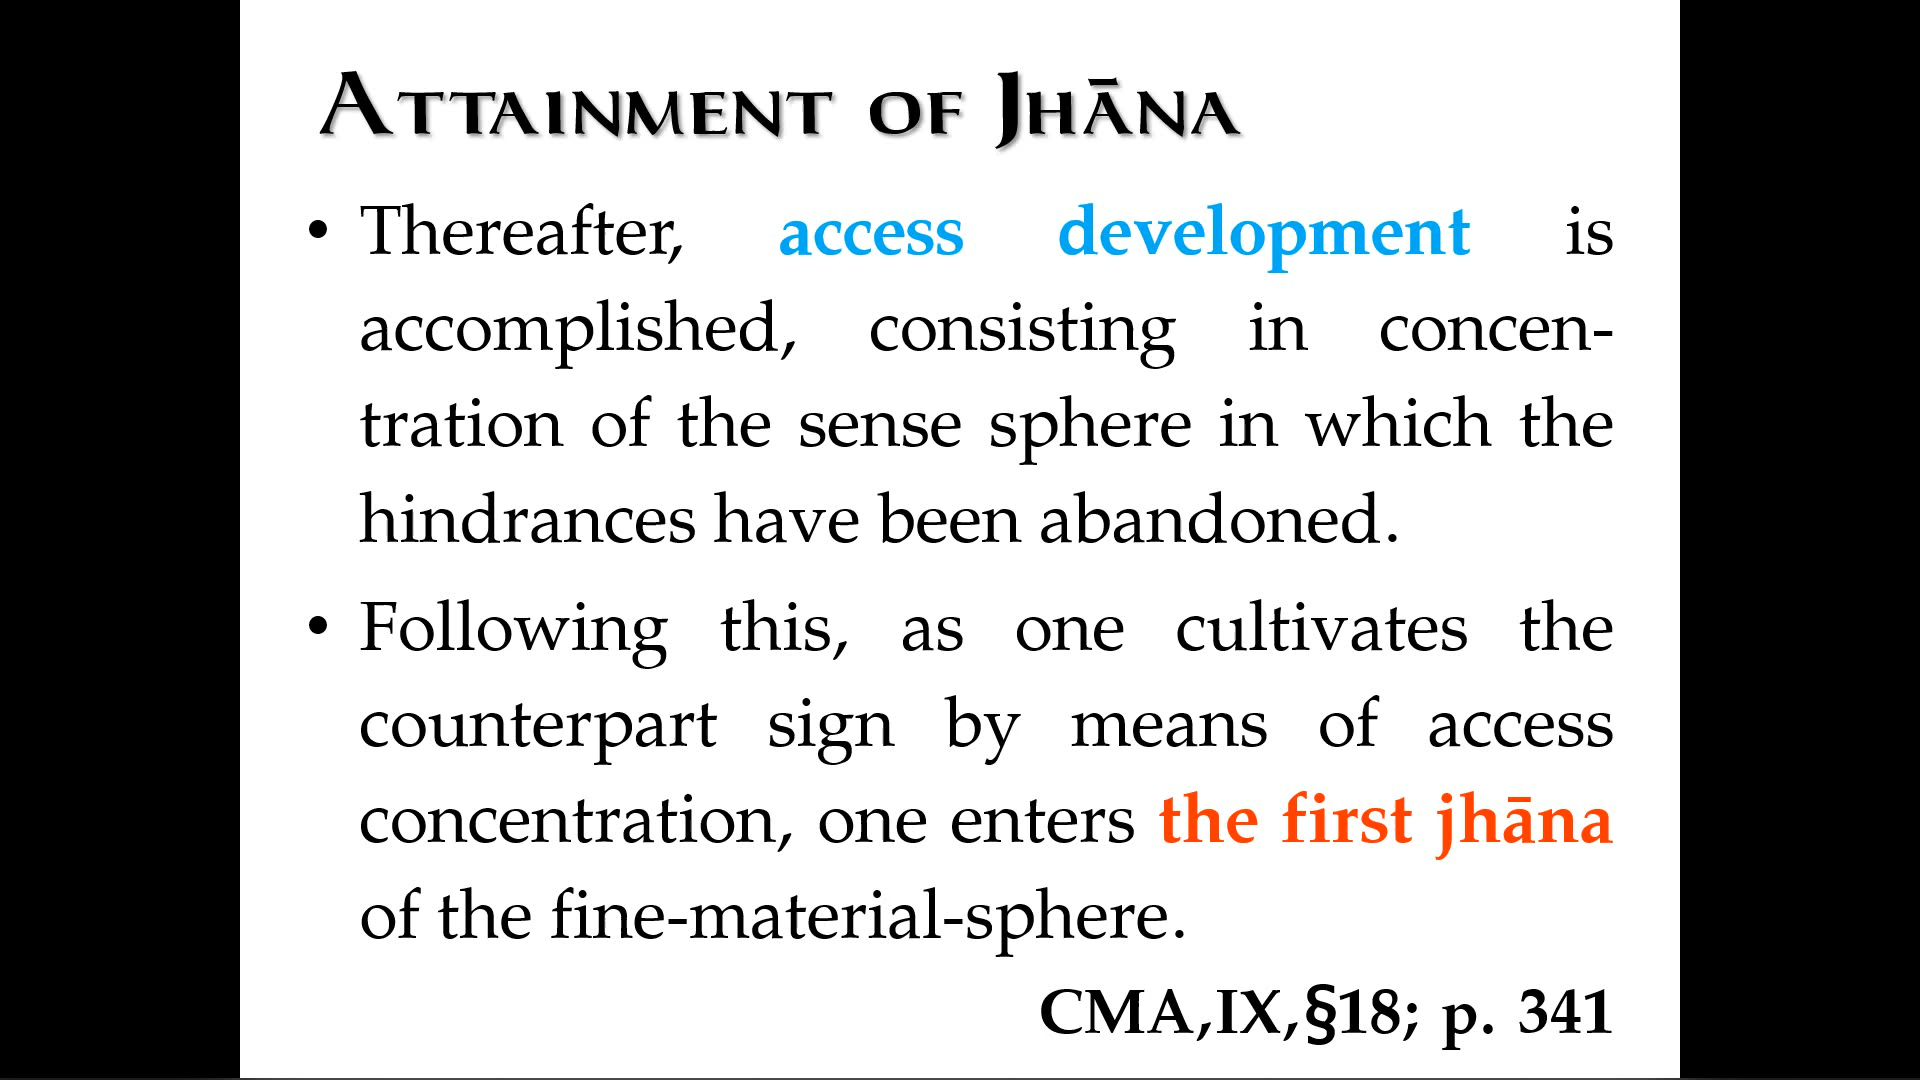 Attainment of Jhāna
• Thereafter, access development is
accomplished, consisting in concen-
tration of the sense sphere in which the
hindrances have been abandoned.
• Following this, as one cultivates the
counterpart sign by means of access
concentration, one enters the first jhāna
of the fine-material-sphere.
CMA,IX,§18; p. 341